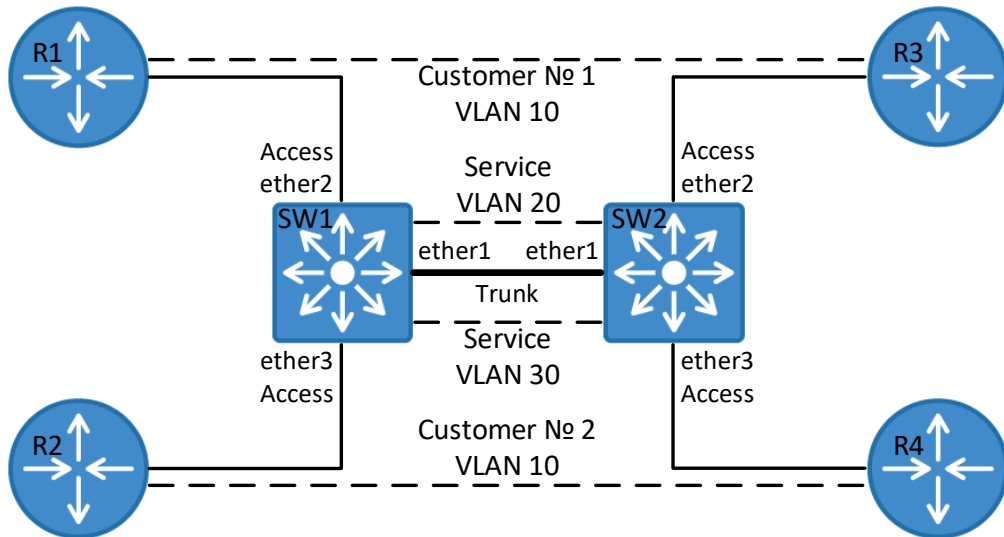 R1
R3
Customer № 1
VLAN 10
Access
ether2
Service
VLAN 20
Access
ether2
SW1
SW2
ether1
ether1
Trunk
Service
VLAN 30
ether3
Access
ether3
Access
R2
Customer № 2
VLAN 10
R4